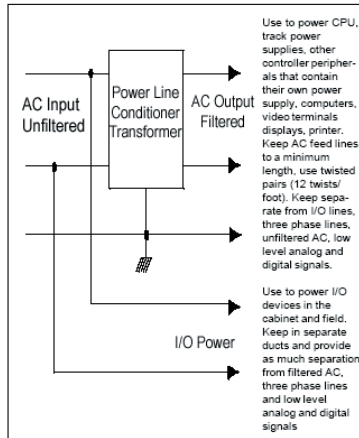 AC Input
Unfiltered
Power Line
Conditioner
Transformer
AC Output
Filtered
Use to power CPU,
track power
supplies, other
controller peripher-
als that contain
their own power
supply, computers,
video terminals
displays, printer.
Keep AC feed lines
to a minimum
length, use twisted
pairs (12 twists/
foot). Keep sepa-
rate from I/O lines,
three phase lines,
unfiltered AC, low
level analog and
digital signals.
I/O Power
Use to power I/O
devices in the
cabinet and field.
Keep in separate
ducts and provide
as much separation
from filtered AC,
three phase lines
and low level
analog and digital
signals